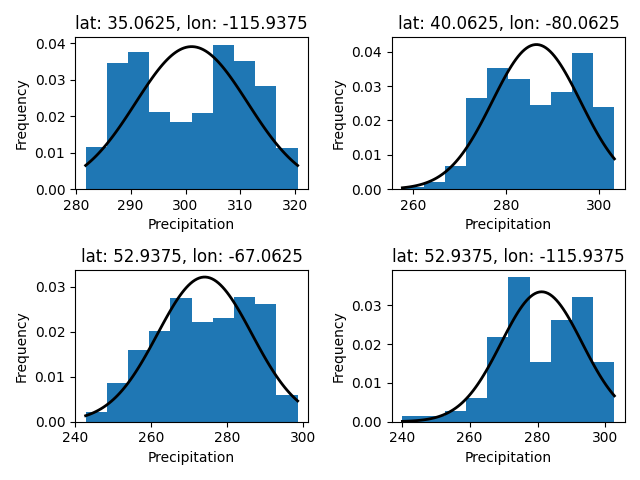 lat: 35.0625, lon: -115.9375
0.04
0.03
0.02
0.01
0.00
Frequency
280 290 300 310 320
Precipitation
lat: 40.0625, lon: -80.0625
0.04
0.03
0.02
0.01
0.00
Frequency
260 280 300
Precipitation
lat: 52.9375, lon: -67.0625
0.03
0.02
0.01
0.00
Frequency
240 260 280 300
Precipitation
lat: 52.9375, lon: -115.9375
0.03
0.02
0.01
0.00
Frequency
240 260 280 300
Precipitation